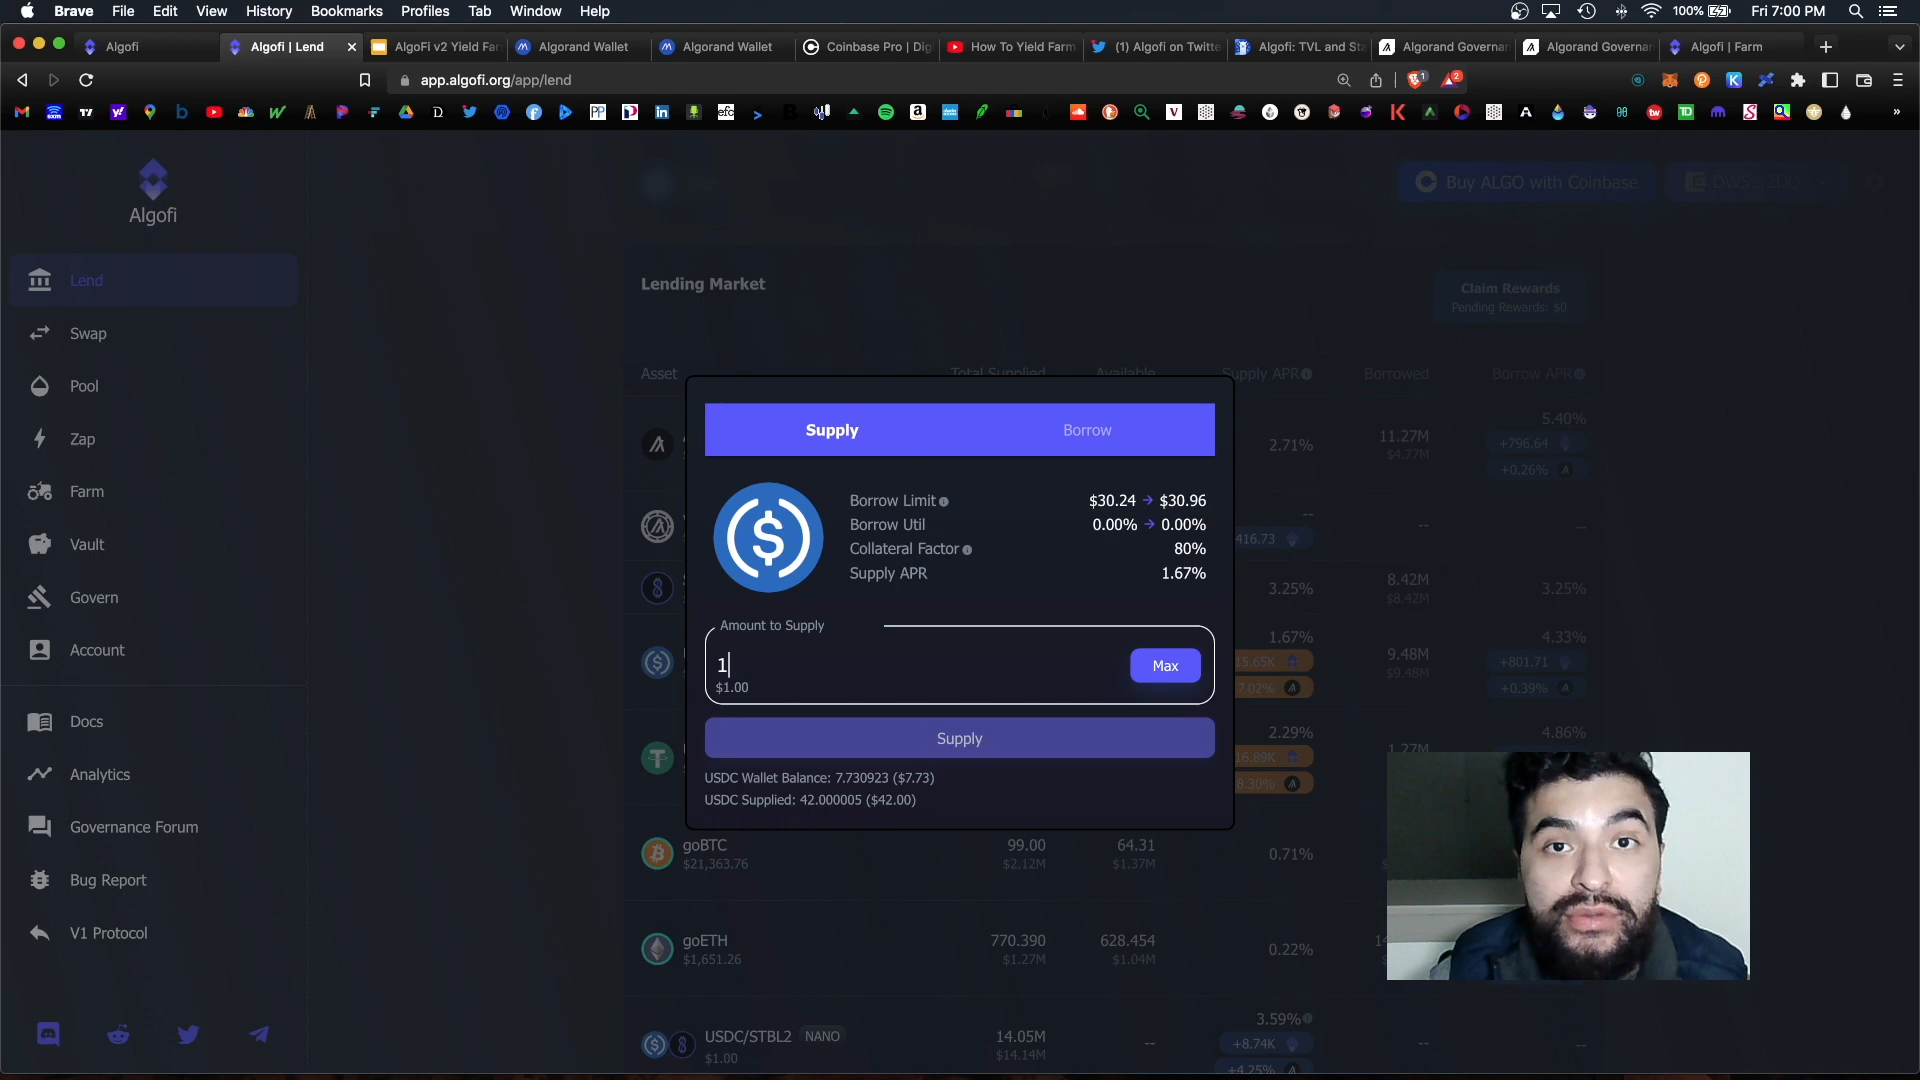 Brave File Edit View History Bookmarks Profiles Tab Window Help 100% Fri 7:00 PM
Algofi Algofi | Lend AlgoFi v2 Yield Far Algorand Wallet Algorand Wallet Coinbase Pro | Dig How To Yield Farm (1) Algofi on Twitte Algofi: TVL and Sta Algorand Governa Algorand Governa Algofi | Farm
app.algofi.org/app/lend
Algofi
Buy ALGO with Coinbase
Lend
Swap
Pool
Zap
Farm
Vault
Govern
Account
Docs
Analytics
Governance Forum
Bug Report
V1 Protocol
Lending Market
Claim Rewards
Pending Rewards: $0
Asset Total Supplied Available Supply APR Borrowed Borrow APR
Supply Borrow
Borrow Limit $30.24 → $30.96
Borrow Util 0.00% → 0.00%
Collateral Factor 80%
Supply APR 1.67%
Amount to Supply
1
$1.00
Max
Supply
USDC Wallet Balance: 7.730923 ($7.73)
USDC Supplied: 42.000005 ($42.00)
2.71% 11.27M $4.77M 5.40% +796.64 +0.26%
-- 416.73 -- --
3.25% 8.42M $8.42M 3.25%
1.67% 15.65K 7.02% 9.48M $9.48M 4.33% +801.71 +0.39%
2.29% 16.89K 8.30% 1.27M 4.86%
goBTC 99.00 64.31 0.71%
$21,363.76 $2.12M $1.37M
goETH 770.390 628.454 0.22%
$1,651.26 $1.27M $1.04M
USDC/STBL2 NANO 14.05M -- 3.59% -- --
$1.00 $14.14M +8.74K
+4.25%